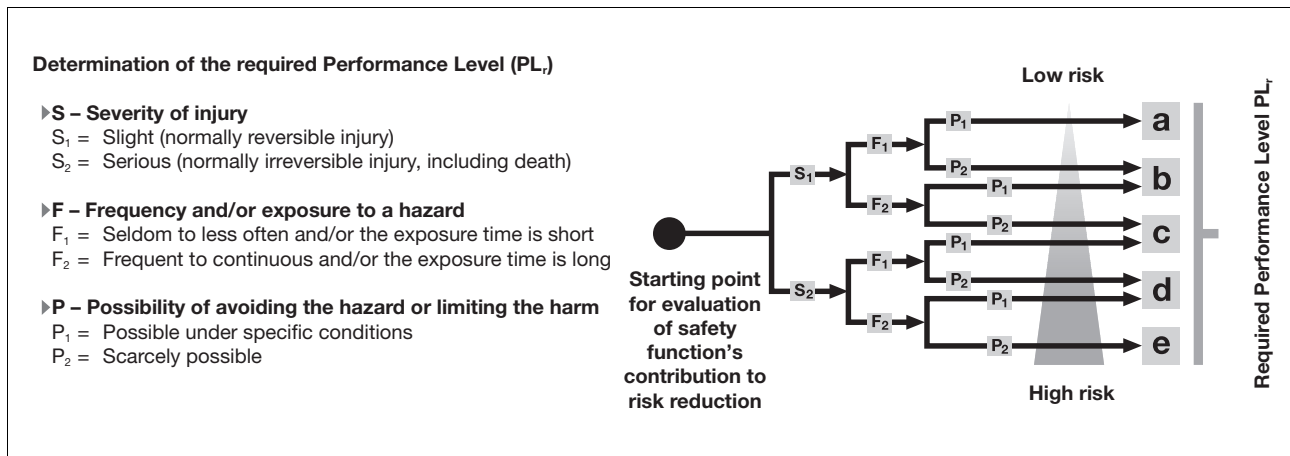 Determination of the required Performance Level (PLr)
S – Severity of injury
S1 = Slight (normally reversible injury)
S2 = Serious (normally irreversible injury, including death)
F – Frequency and/or exposure to a hazard
F1 = Seldom to less often and/or the exposure time is short
F2 = Frequent to continuous and/or the exposure time is long
P – Possibility of avoiding the hazard or limiting the harm
P1 = Possible under specific conditions
P2 = Scarcely possible
Starting point
for evaluation
of safety
function's
contribution to
risk reduction
S1
S2
F1
F2
F1
F2
P1
P2
P1
P2
P1
P2
P1
P2
Low risk
High risk
a
b
c
d
e
Required Performance Level PLr